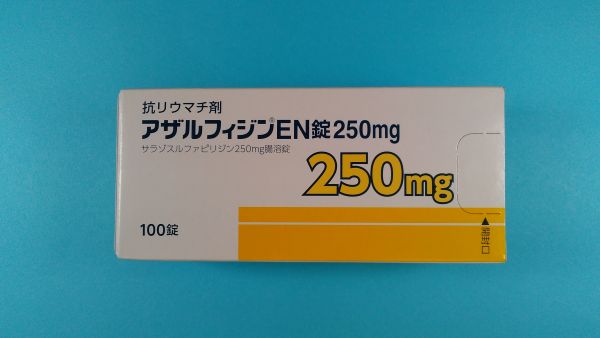 抗リウマチ剤
アザルフィジン®EN錠250mg
サラゾスルファピリジン250mg腸溶錠
250mg
100錠
▲開封口